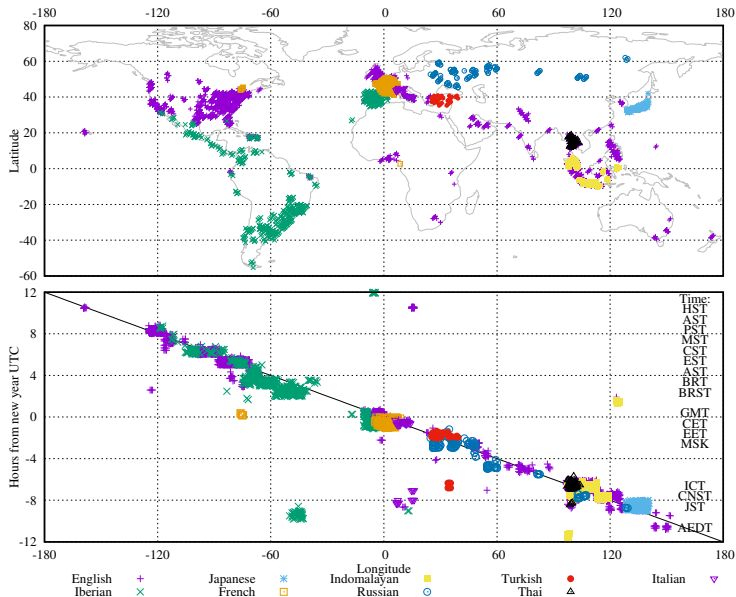 -180 -120 -60 0 60 120 180
80
60
40
20
0
-20
-40
-60
Latitude
12
8
4
0
-4
-8
-12
Hours from new year UTC
Time:
HST
AST
PST
MST
CST
EST
AST
BRT
BRST
GMT
CET
EET
MSK
ICT
CNST
JST
AEDT
-180 -120 -60 0 60 120 180
Longitude
English Japanese Indomalayan Turkish Italian
Iberian French Russian Thai